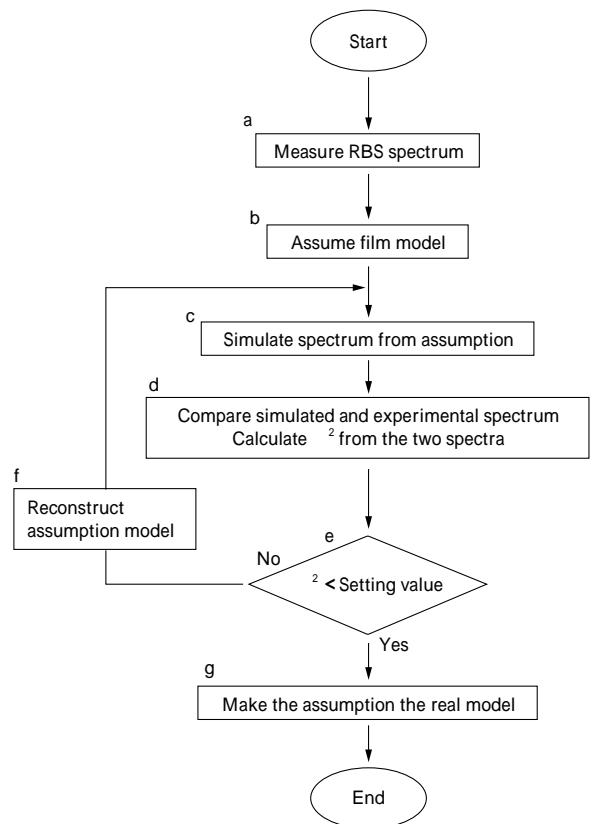 Start
a
Measure RBS spectrum
b
Assume film model
c
Simulate spectrum from assumption
d
Compare simulated and experimental spectrum
Calculate ² from the two spectra
f
Reconstruct
assumption model
e
No
² < Setting value
Yes
g
Make the assumption the real model
End